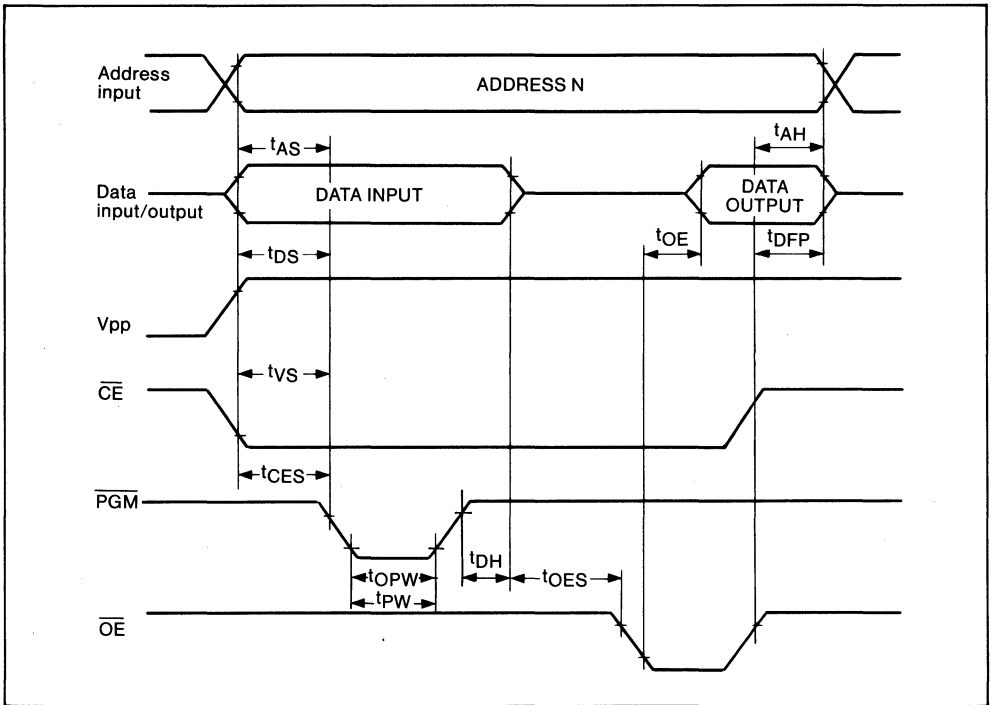 Address
input
ADDRESS N
tAS
tAH
Data
input/output
DATA INPUT
DATA
OUTPUT
tDS
tOE
tDFP
Vpp
tVS
CE
tCES
PGM
tDH
tOES
tOPW
tPW
OE